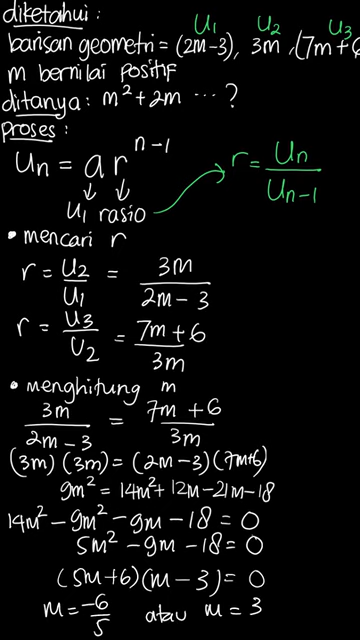 diketahui:
U₁ U₂ U₃
barisan geometri = (2m-3), 3m, (7m+6
m bernilai positif
ditanya: m² + 2m ...?
proses:
Un = ar^(n-1)
r = Un / Un-1
U₁ rasio
• mencari r
r = U₂/U₁ = 3m/(2m-3)
r = U₃/U₂ = (7m+6)/3m
• menghitung m
3m/(2m-3) = (7m+6)/3m
(3m)(3m) = (2m-3)(7m+6)
9m² = 14m² + 12m - 21m - 18
14m² - 9m² - 9m - 18 = 0
5m² - 9m - 18 = 0
(5m+6)(m-3) = 0
m = -6/5 atau m = 3